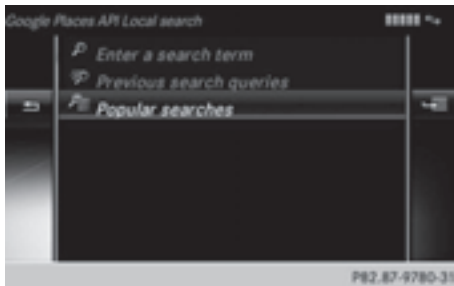 Google Places API Local search
Enter a search term
Previous search queries
Popular searches
P82.87-9780-31